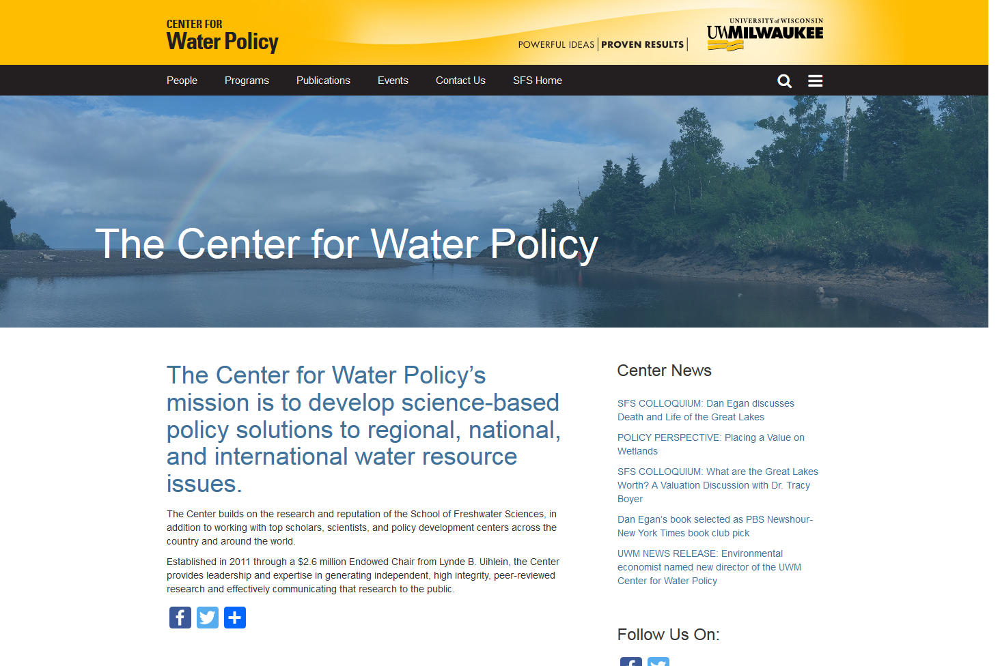 CENTER FOR
Water Policy
POWERFUL IDEAS PROVEN RESULTS
UNIVERSITY of WISCONSIN
UWMILWAUKEE
People Programs Publications Events Contact Us SFS Home
The Center for Water Policy
The Center for Water Policy’s
mission is to develop science-based
policy solutions to regional, national,
and international water resource
issues.
The Center builds on the research and reputation of the School of Freshwater Sciences, in
addition to working with top scholars, scientists, and policy development centers across the
country and around the world.
Established in 2011 through a $2.6 million Endowed Chair from Lynde B. Uihlein, the Center
provides leadership and expertise in generating independent, high integrity, peer-reviewed
research and effectively communicating that research to the public.
Center News
SFS COLLOQUIUM: Dan Egan discusses
Death and Life of the Great Lakes
POLICY PERSPECTIVE: Placing a Value on
Wetlands
SFS COLLOQUIUM: What are the Great Lakes
Worth? A Valuation Discussion with Dr. Tracy
Boyer
Dan Egan’s book selected as PBS Newshour-
New York Times book club pick
UWM NEWS RELEASE: Environmental
economist named new director of the UWM
Center for Water Policy
Follow Us On: